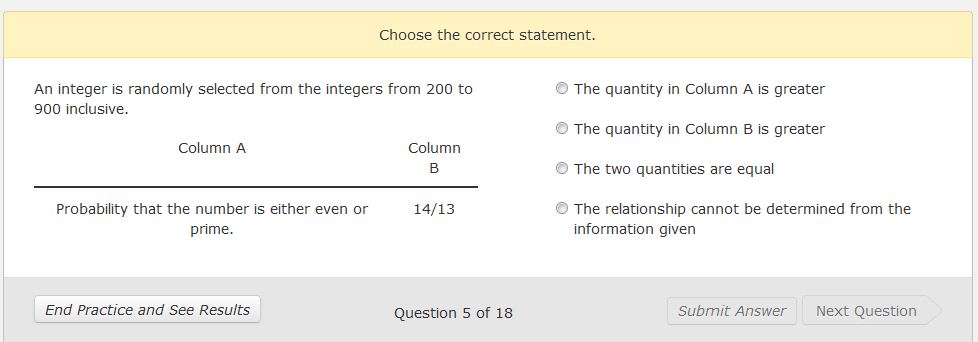 Choose the correct statement.
An integer is randomly selected from the integers from 200 to
900 inclusive.
Column A
Column
B
Probability that the number is either even or
prime.
14/13
The quantity in Column A is greater
The quantity in Column B is greater
The two quantities are equal
The relationship cannot be determined from the
information given
End Practice and See Results
Question 5 of 18
Submit Answer
Next Question